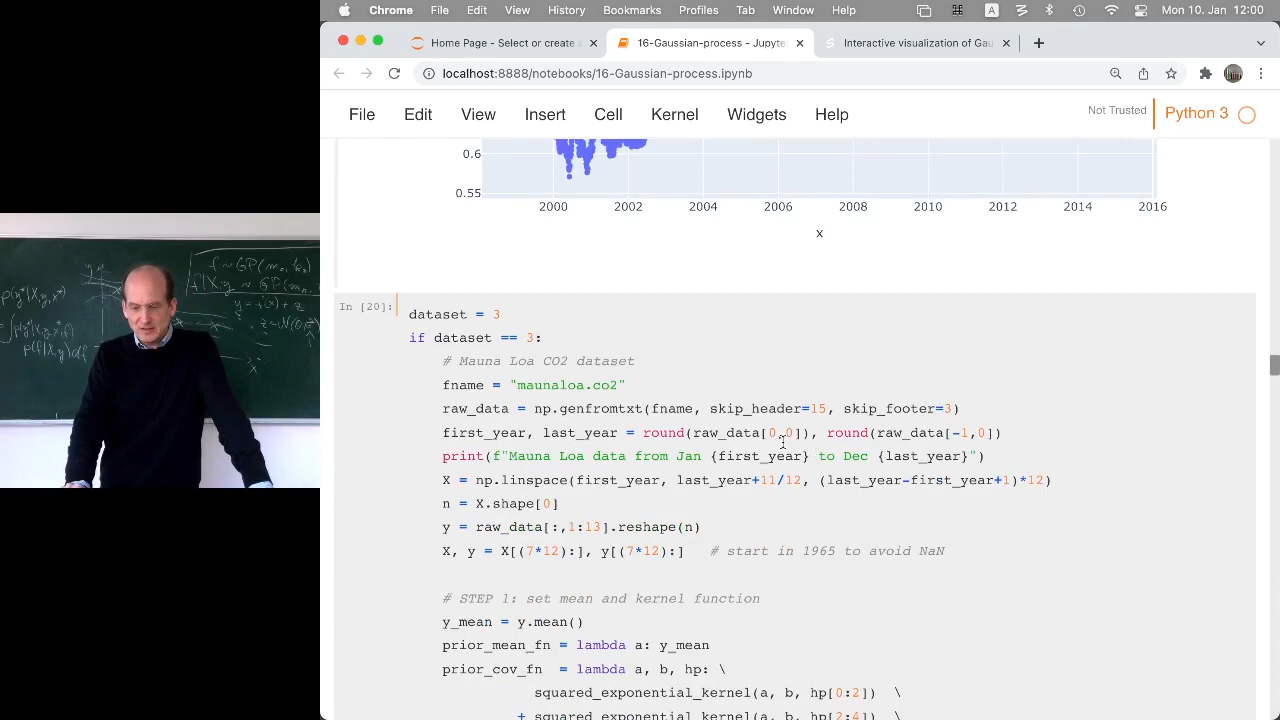 Chrome File Edit View History Bookmarks Profiles Tab Window Help A Mon 10. Jan 12:00
Home Page - Select or create 16-Gaussian-process - Jupyte Interactive visualization of Gau
localhost:8888/notebooks/16-Gaussian-process.ipynb
File Edit View Insert Cell Kernel Widgets Help Not Trusted Python 3
0.6
0.55
2000 2002 2004 2006 2008 2010 2012 2014 2016
x
In [20]: dataset = 3
if dataset == 3:
# Mauna Loa CO2 dataset
fname = "maunaloa.co2"
raw_data = np.genfromtxt(fname, skip_header=15, skip_footer=3)
first_year, last_year = round(raw_data[0,0]), round(raw_data[-1,0])
print(f"Mauna Loa data from Jan {first_year} to Dec {last_year}")
X = np.linspace(first_year, last_year+11/12, (last_year-first_year+1)*12)
n = X.shape[0]
y = raw_data[:,1:13].reshape(n)
X, y = X[(7*12):], y[(7*12):] # start in 1965 to avoid NaN
# STEP 1: set mean and kernel function
y_mean = y.mean()
prior_mean_fn = lambda a: y_mean
prior_cov_fn = lambda a, b, hp: \
squared_exponential_kernel(a, b, hp[0:2]) \
+ squared_exponential_kernel(a, b, hp[2:4]) \